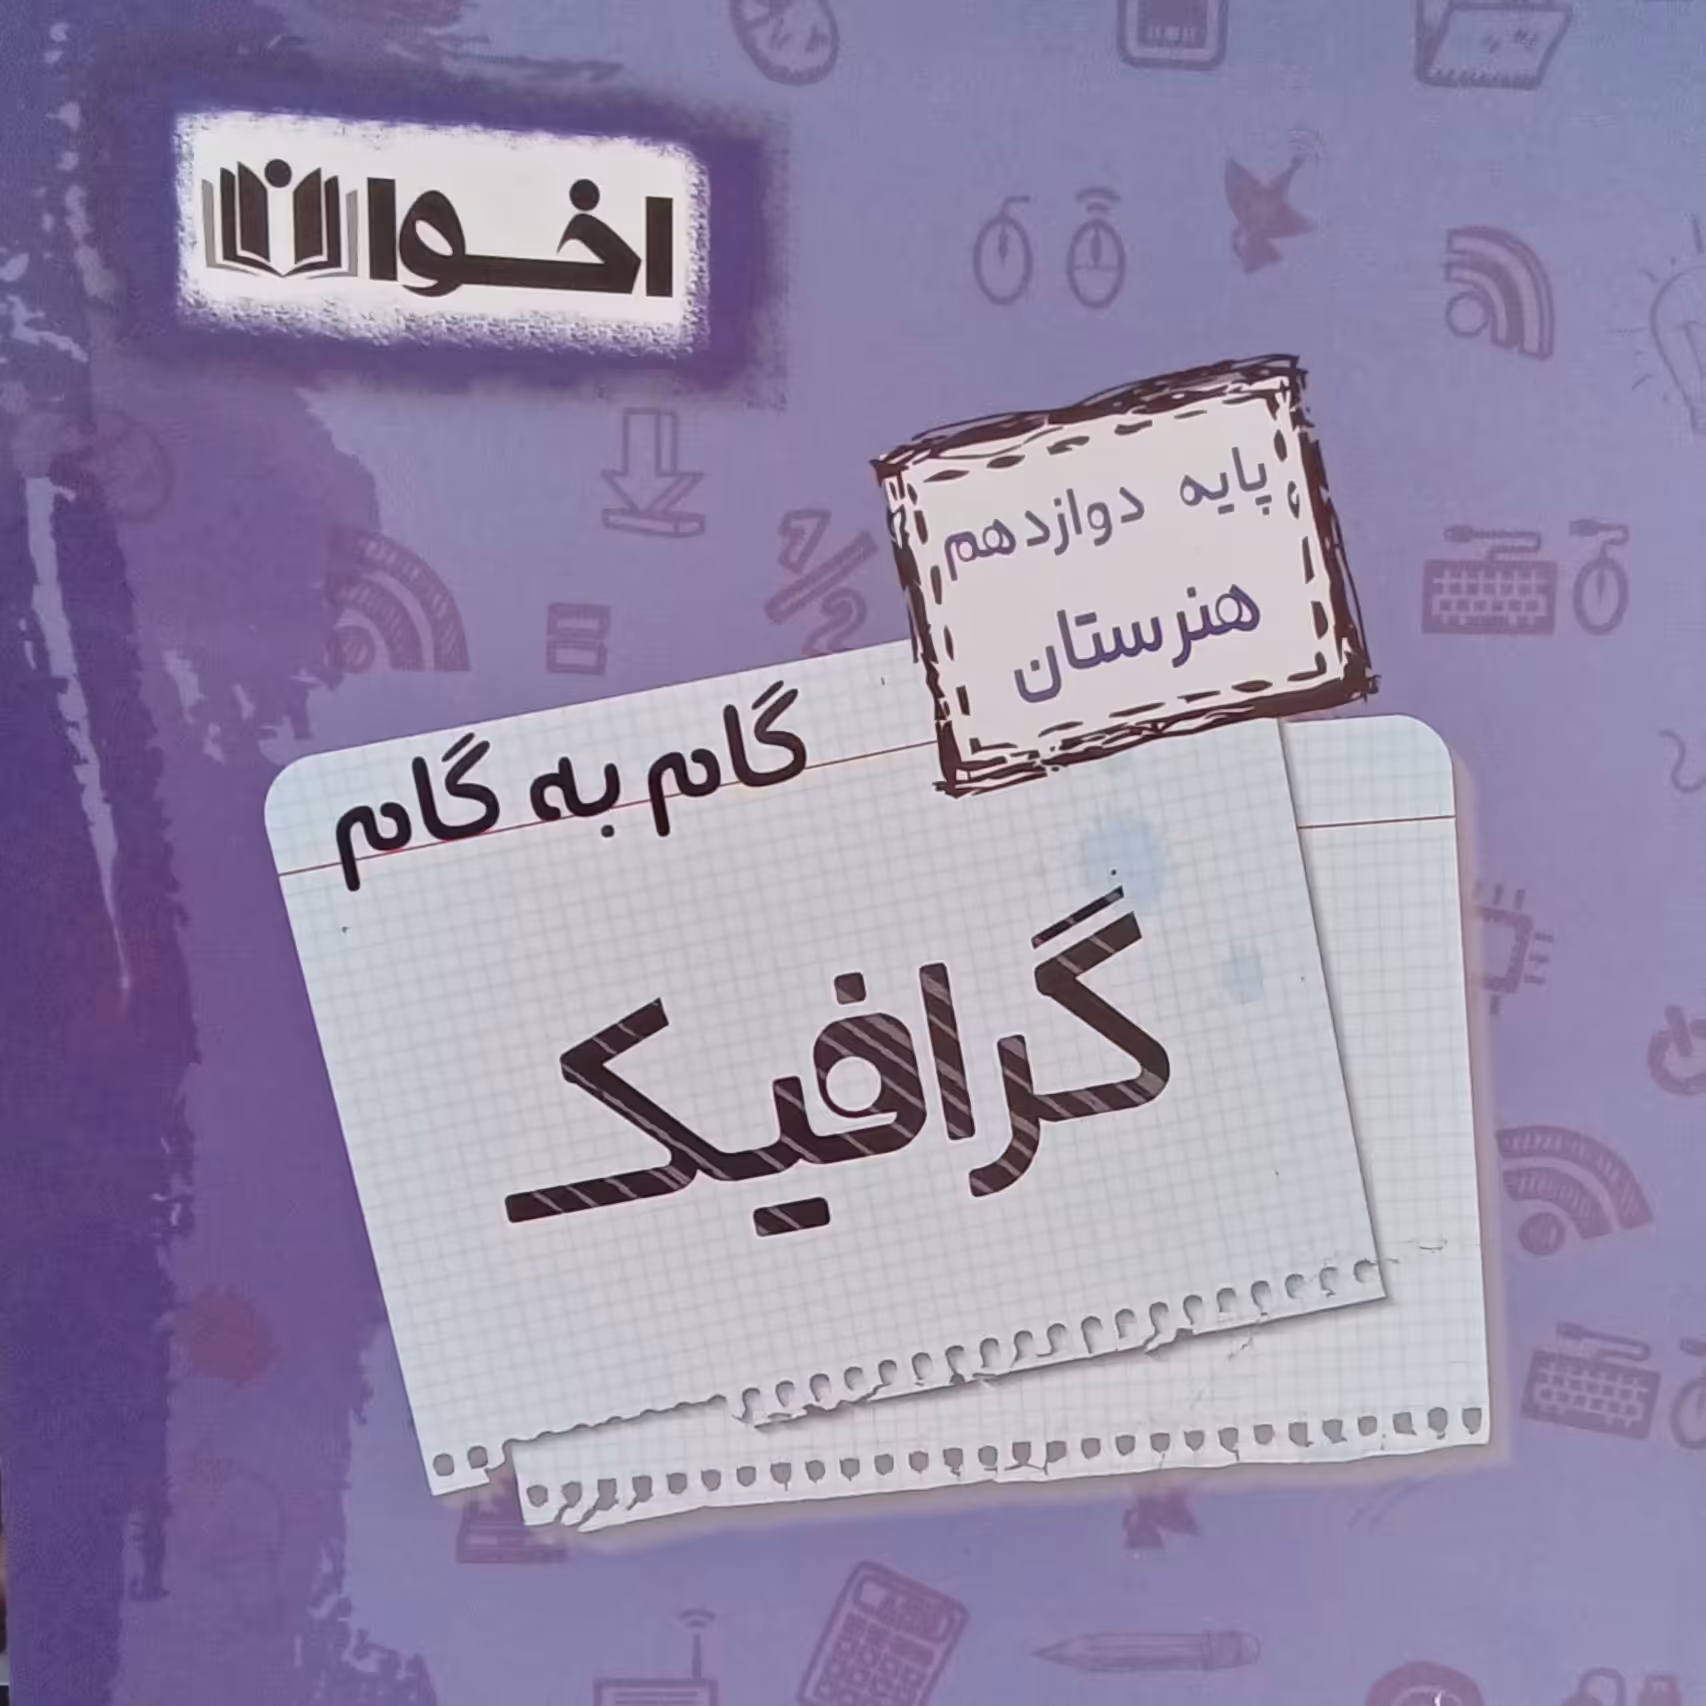 اخوان
پایه دوازدهم
هنرستان
گام به گام
گرافیک